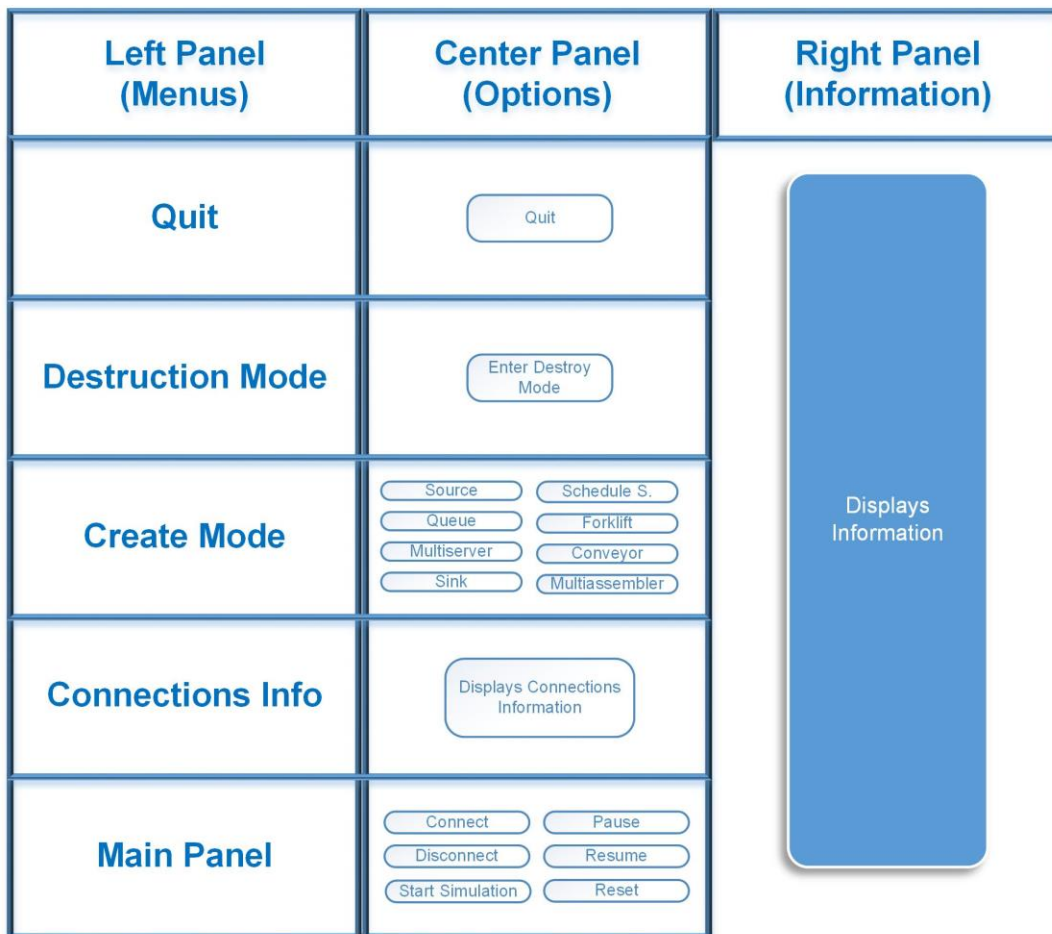 Left Panel
(Menus)
Center Panel
(Options)
Right Panel
(Information)
Quit
Quit
Destruction Mode
Enter Destroy
Mode
Create Mode
Source
Schedule S.
Queue
Forklift
Multiserver
Conveyor
Sink
Multiassembler
Connections Info
Displays Connections
Information
Main Panel
Connect
Pause
Disconnect
Resume
Start Simulation
Reset
Displays
Information